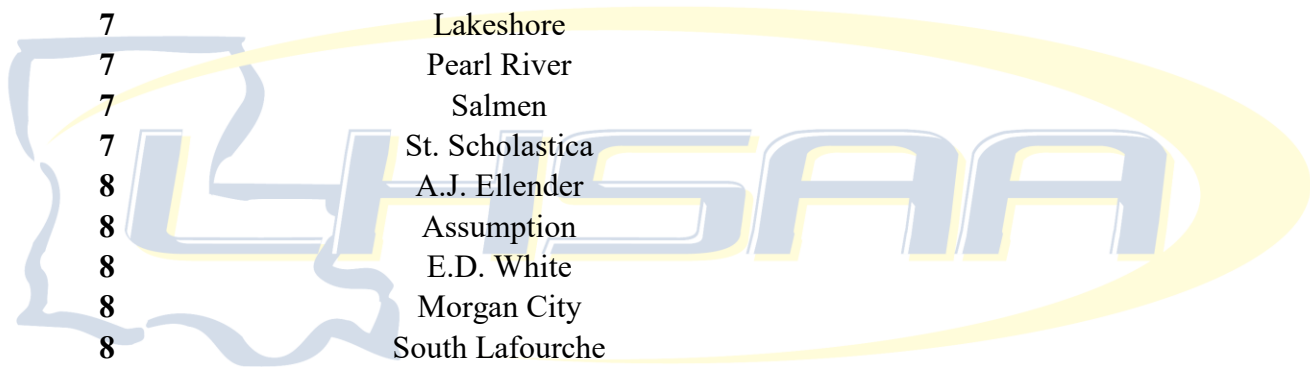 7 Lakeshore
7 Pearl River
7 Salmen
7 St. Scholastica
8 A.J. Ellender
8 Assumption
8 E.D. White
8 Morgan City
8 South Lafourche
LHSAA